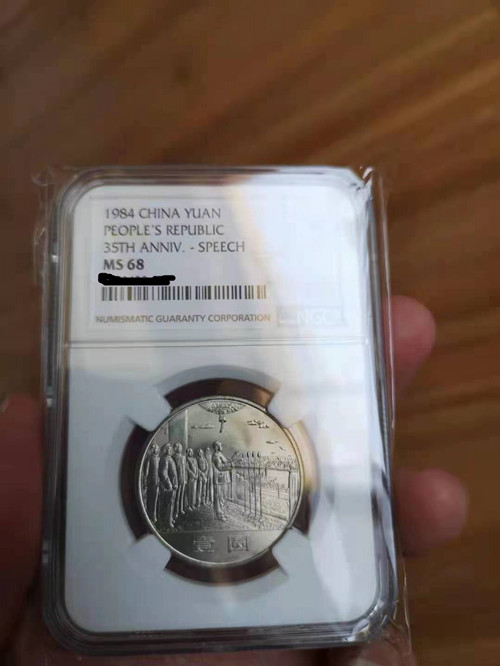 1984 CHINA YUAN
PEOPLE'S REPUBLIC
35TH ANNIV. - SPEECH
MS 68
NUMISMATIC GUARANTY CORPORATION NGC
壹圆